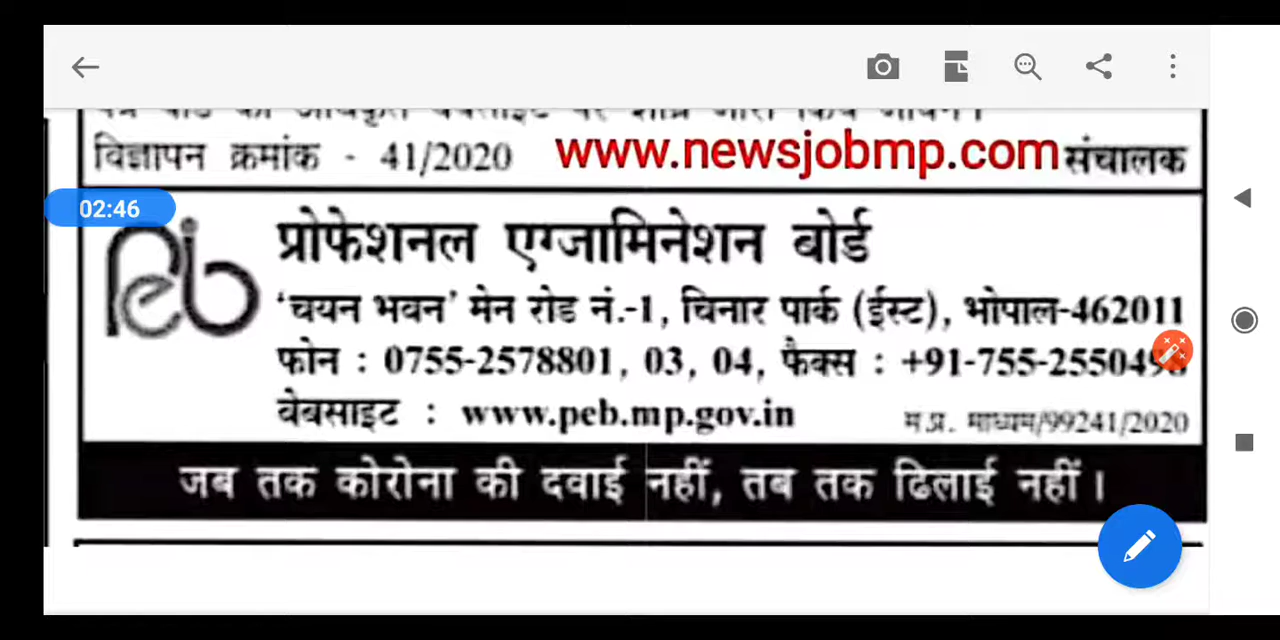 विज्ञापन क्रमांक - 41/2020 www.newsjobmp.com संचालक
02:46
Peb
प्रोफेशनल एग्जामिनेशन बोर्ड
'चयन भवन' मेन रोड नं.-1, चिनार पार्क (ईस्ट), भोपाल-462011
फोन : 0755-2578801, 03, 04, फैक्स :
वेबसाइट : www.peb.mp.gov.in म.प्र. माध्यम/99241/2020
जब तक कोरोना की दवाई नहीं, तब तक ढिलाई नहीं।